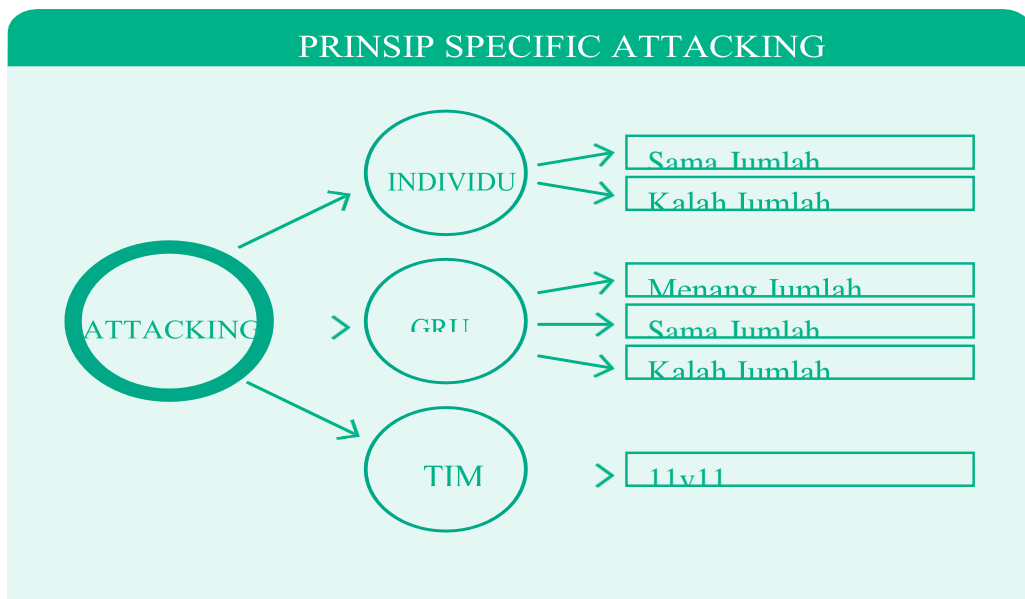 PRINSIP SPECIFIC ATTACKING
INDIVIDU
Sama Jumlah
Kalah Jumlah
ATTACKING
GRU
Menang Jumlah
Sama Jumlah
Kalah Jumlah
TIM
11v11